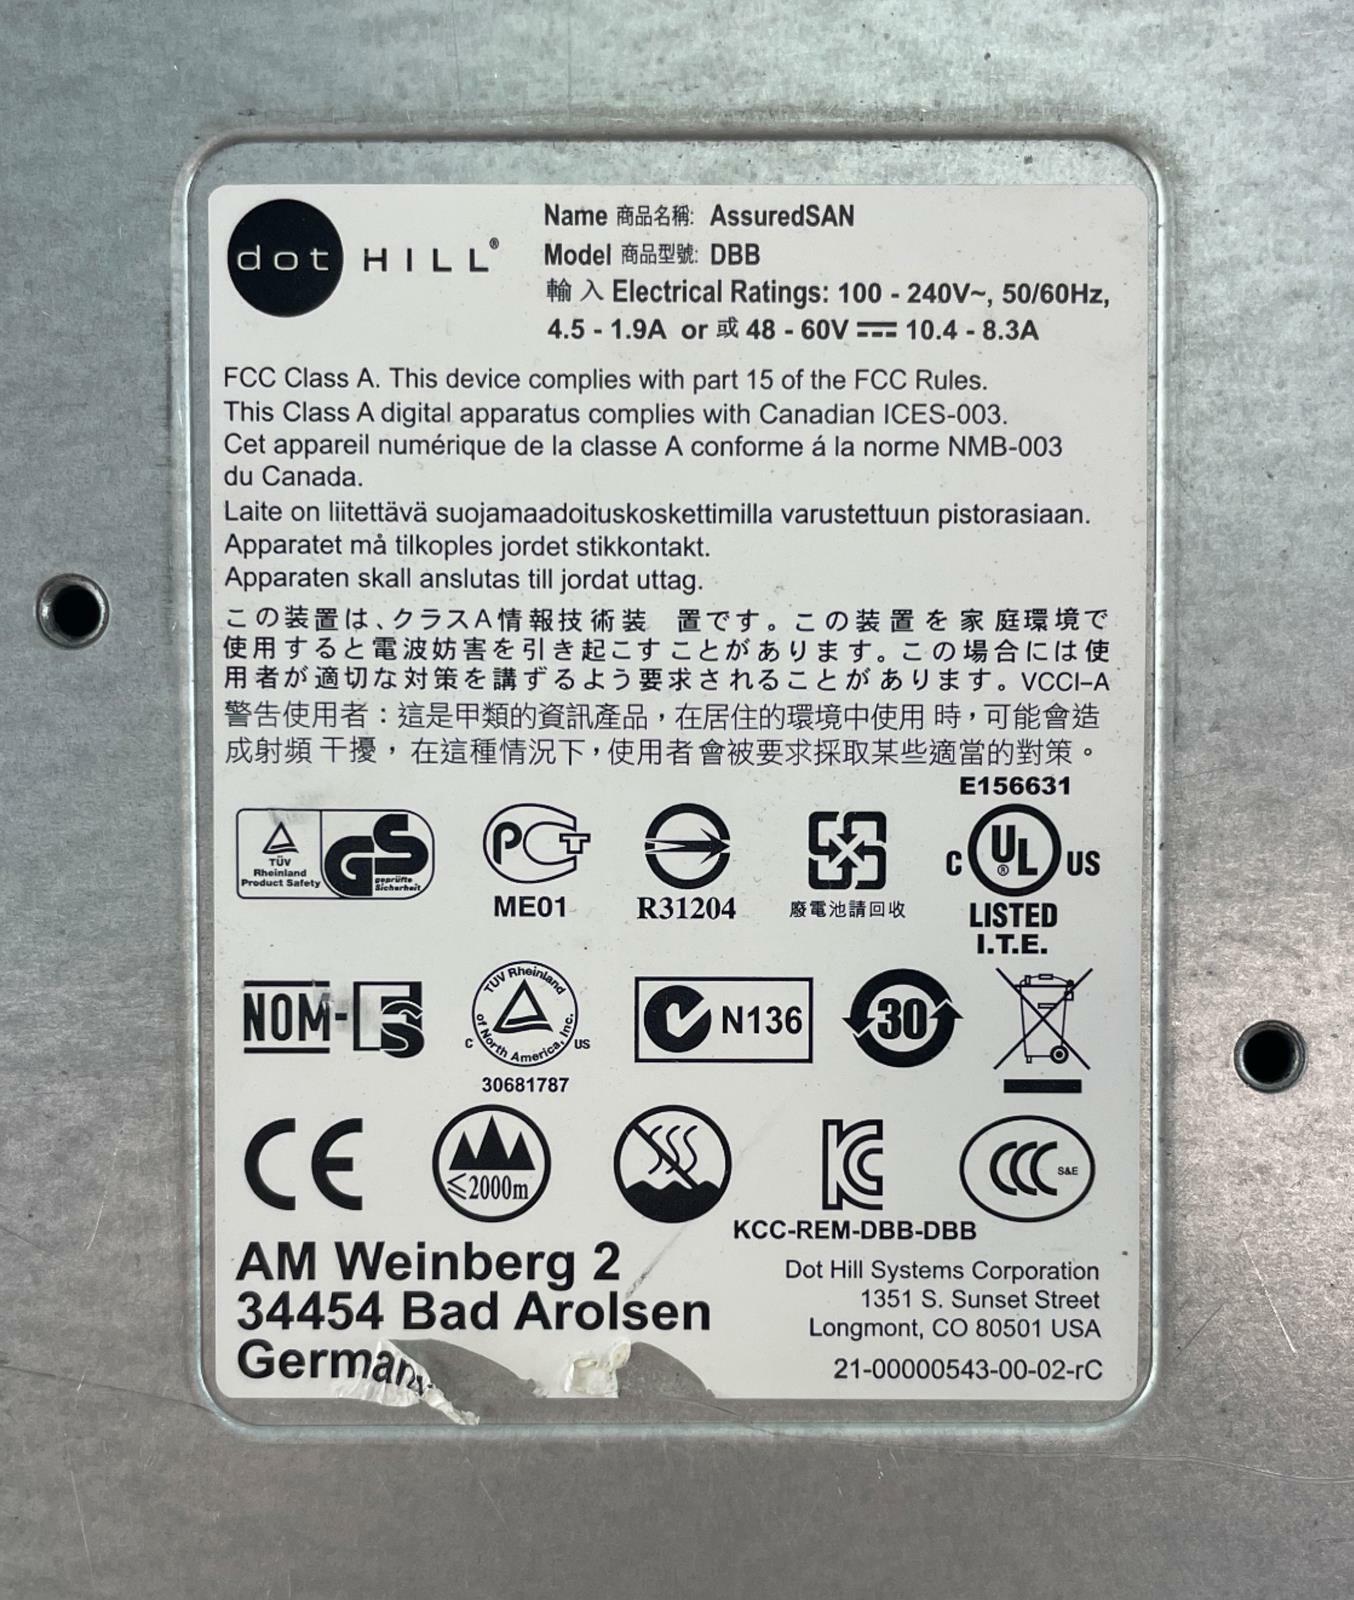 dot HILL®
Name 商品名稱: AssuredSAN
Model 商品型號: DBB
輸入 Electrical Ratings: 100 - 240V~, 50/60Hz,
4.5 - 1.9A or 或 48 - 60V 10.4 - 8.3A
FCC Class A. This device complies with part 15 of the FCC Rules.
This Class A digital apparatus complies with Canadian ICES-003.
Cet appareil numérique de la classe A conforme á la norme NMB-003
du Canada.
Laite on liitettävä suojamaadoituskoskettimilla varustettuun pistorasiaan.
Apparatet må tilkoples jordet stikkontakt.
Apparaten skall anslutas till jordat uttag.
この装置は、クラスA情報技術装 置です。この装置を家庭環境で
使用すると電波妨害を引き起こすことがあります。この場合には使
用者が適切な対策を講ずるよう要求されることがあります。VCCI–A
警告使用者：這是甲類的資訊產品，在居住的環境中使用 時，可能會造
成射頻 干擾，在這種情況下，使用者會被要求採取某些適當的對策。
E156631
TÜV
Rheinland
Product Safety
GS
geprüfte
Sicherheit
PCT
ME01
R31204
廢電池請回收
C UL® US
LISTED
I.T.E.
NOM-
TUV Rheinland
of North America, Inc.
C US
30681787
N136
30
CE
≤2000m
KC
KCC-REM-DBB-DBB
CCC S&E
AM Weinberg 2
34454 Bad Arolsen
Germany
Dot Hill Systems Corporation
1351 S. Sunset Street
Longmont, CO 80501 USA
21-00000543-00-02-rC